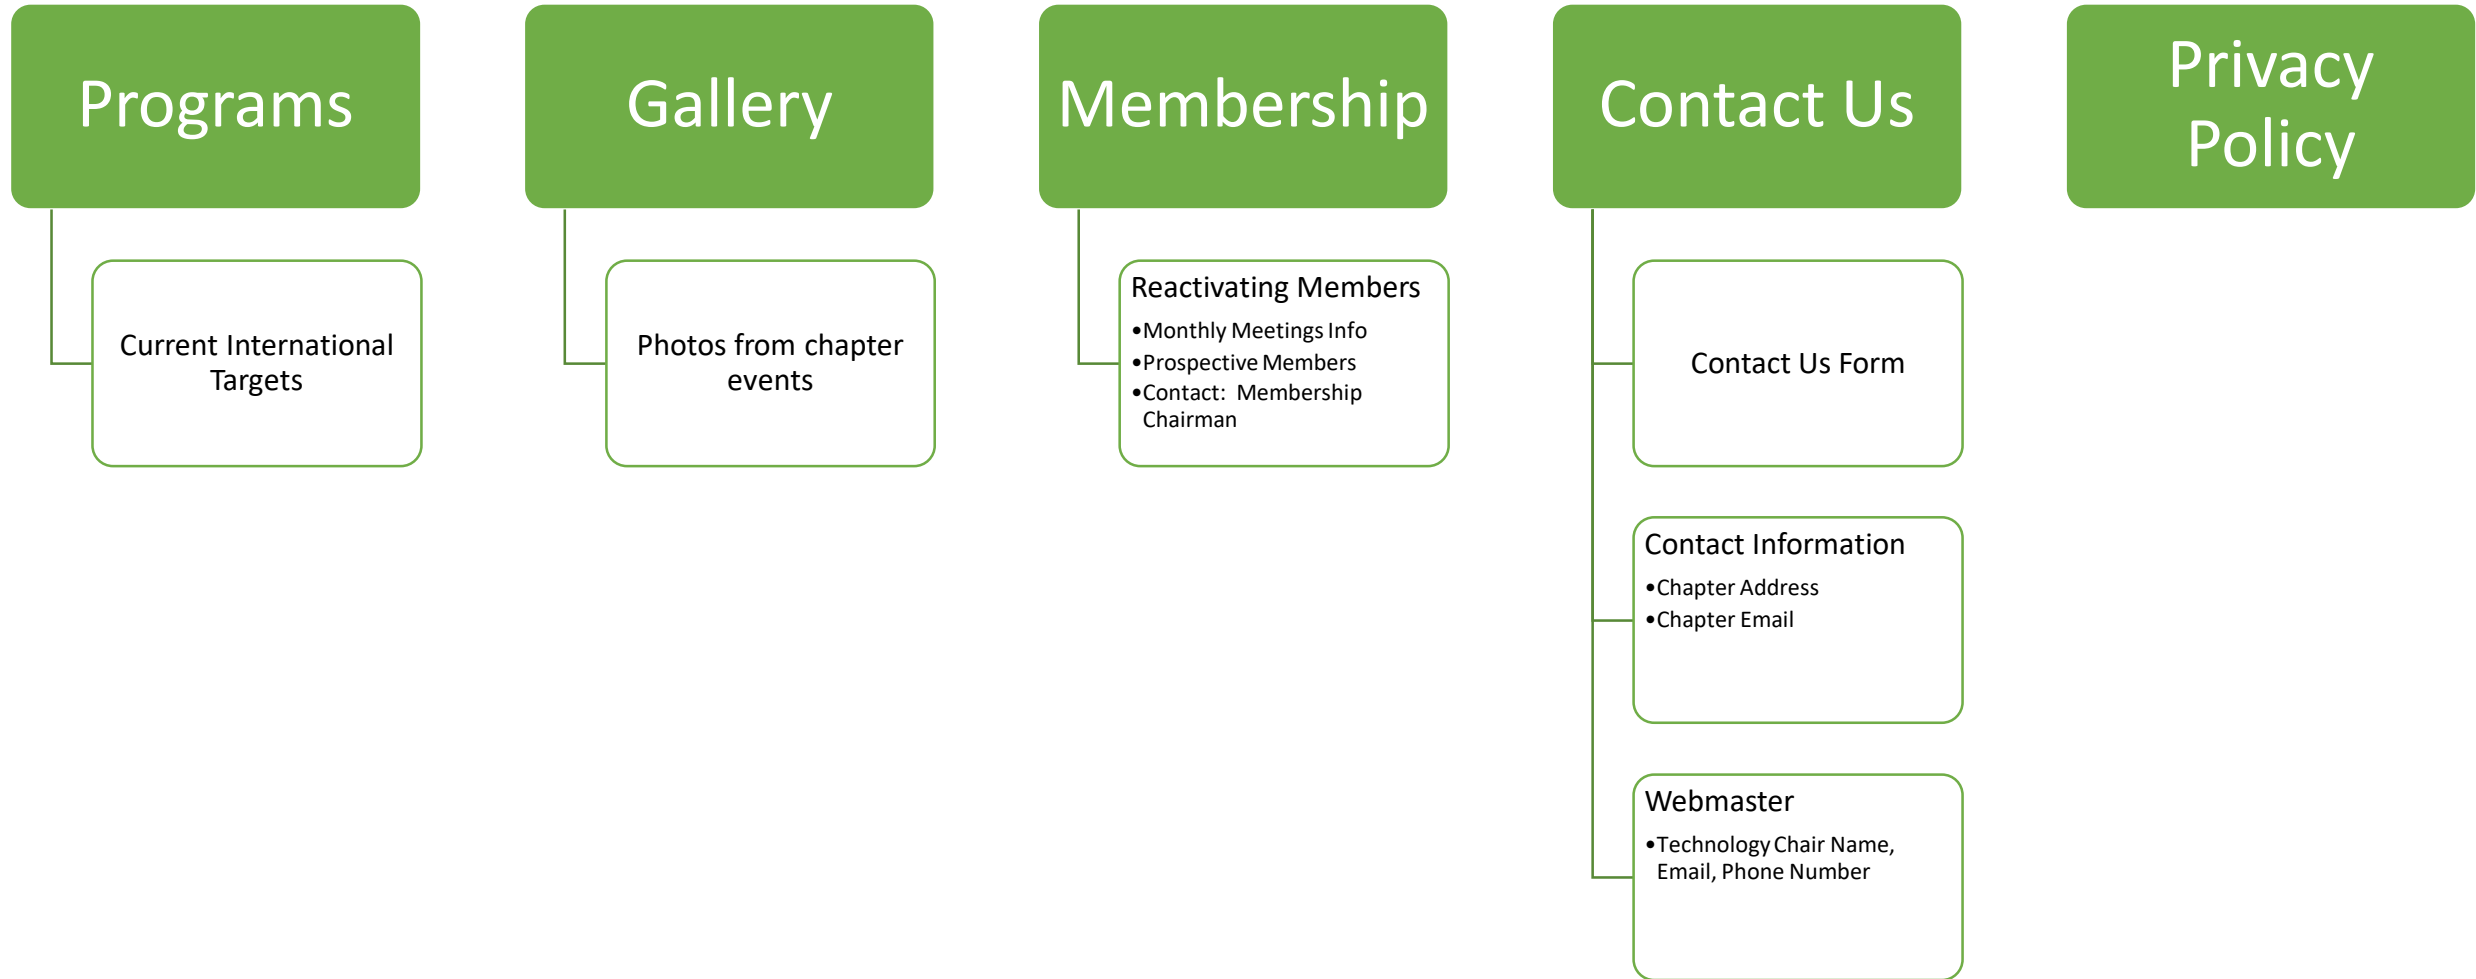 Programs
Current International
Targets
Gallery
Photos from chapter
events
Membership
Reactivating Members
•Monthly Meetings Info
•Prospective Members
•Contact:  Membership
Chairman
Contact Us
Contact Us Form
Contact Information
•Chapter Address
•Chapter Email
Webmaster
•Technology Chair Name,
Email, Phone Number
Privacy
Policy